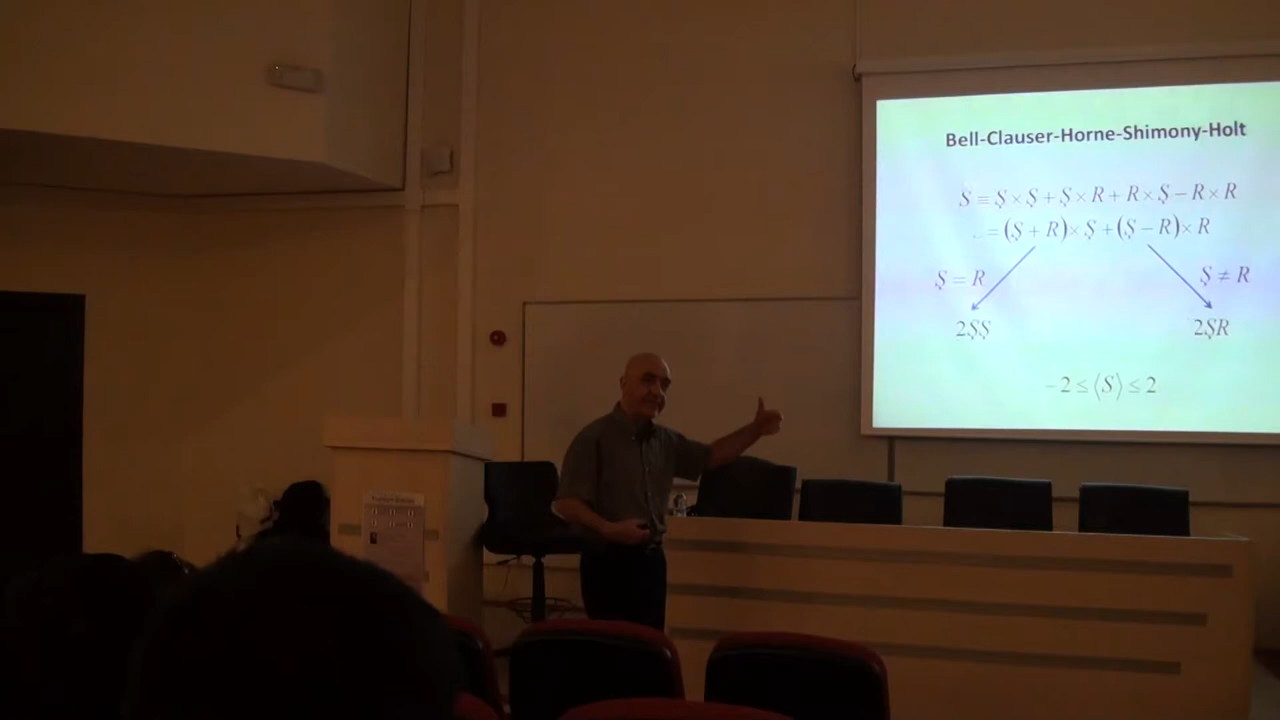 Bell-Clauser-Horne-Shimony-Holt
S ≡ Ş × Ş + Ş × R + R × Ş − R × R
= (Ş + R) × Ş + (Ş − R) × R
Ş = R
Ş ≠ R
2ŞŞ
2ŞR
−2 ≤ ⟨S⟩ ≤ 2